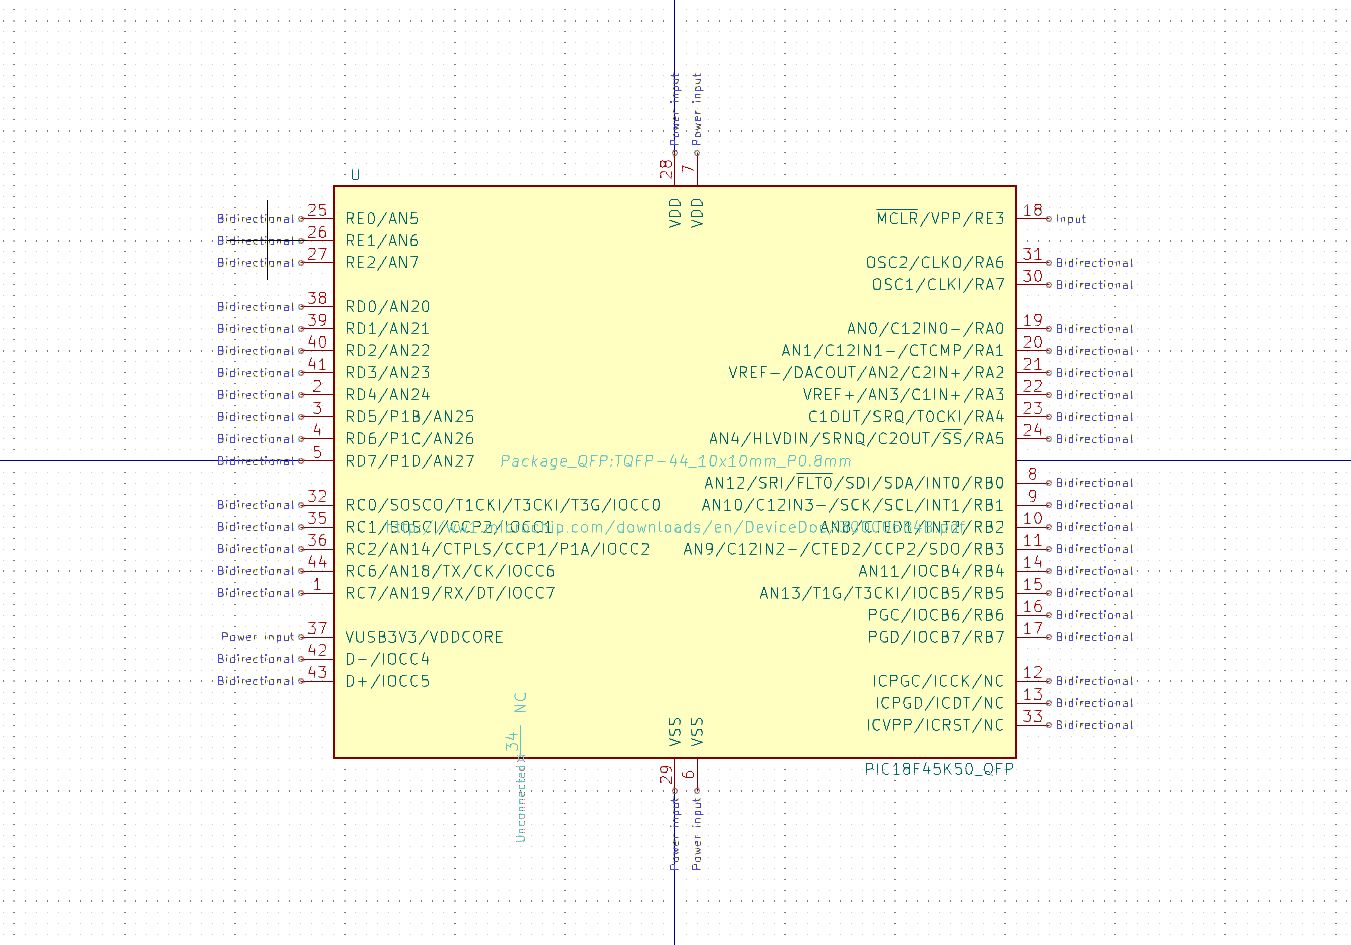 Power input
Power input
28
7
U
VDD
VDD
Bidirectional 25 RE0/AN5
MCLR/VPP/RE3 18 Input
Bidirectional 26 RE1/AN6
Bidirectional 27 RE2/AN7
OSC2/CLKO/RA6 31 Bidirectional
OSC1/CLKI/RA7 30 Bidirectional
Bidirectional 38 RD0/AN20
Bidirectional 39 RD1/AN21
AN0/C12IN0-/RA0 19 Bidirectional
Bidirectional 40 RD2/AN22
AN1/C12IN1-/CTCMP/RA1 20 Bidirectional
Bidirectional 41 RD3/AN23
VREF-/DACOUT/AN2/C2IN+/RA2 21 Bidirectional
Bidirectional 2 RD4/AN24
VREF+/AN3/C1IN+/RA3 22 Bidirectional
Bidirectional 3 RD5/P1B/AN25
C1OUT/SRQ/T0CKI/RA4 23 Bidirectional
Bidirectional 4 RD6/P1C/AN26
AN4/HLVDIN/SRNQ/C2OUT/SS/RA5 24 Bidirectional
Bidirectional 5 RD7/P1D/AN27
Package_QFP:TQFP-44_10x10mm_P0.8mm
AN12/SRI/FLT0/SDI/SDA/INT0/RB0 8 Bidirectional
Bidirectional 32 RC0/SOSCO/T1CKI/T3CKI/T3G/IOCC0
AN10/C12IN3-/SCK/SCL/INT1/RB1 9 Bidirectional
Bidirectional 35 RC1/SOSCI/CCP2/IOCC1
/downloads/en/
/RB2 10 Bidirectional
Bidirectional 36 RC2/AN14/CTPLS/CCP1/P1A/IOCC2
AN9/C12IN2-/CTED2/CCP2/SDO/RB3 11 Bidirectional
Bidirectional 44 RC6/AN18/TX/CK/IOCC6
AN11/IOCB4/RB4 14 Bidirectional
Bidirectional 1 RC7/AN19/RX/DT/IOCC7
AN13/T1G/T3CKI/IOCB5/RB5 15 Bidirectional
PGC/IOCB6/RB6 16 Bidirectional
Power input 37 VUSB3V3/VDDCORE
PGD/IOCB7/RB7 17 Bidirectional
Bidirectional 42 D-/IOCC4
Bidirectional 43 D+/IOCC5
ICPGC/ICCK/NC 12 Bidirectional
ICPGD/ICDT/NC 13 Bidirectional
ICVPP/ICRST/NC 33 Bidirectional
NC
34
Unconnected
VSS
VSS
29
6
PIC18F45K50_QFP
Power input
Power input